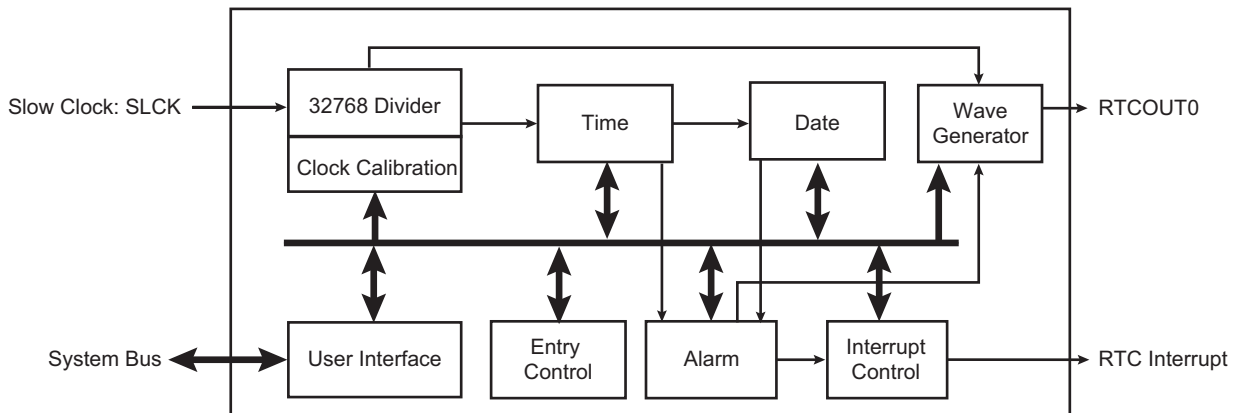 Slow Clock: SLCK
32768 Divider
Clock Calibration
Time
Date
Wave
Generator
RTCOUT0
System Bus
User Interface
Entry
Control
Alarm
Interrupt
Control
RTC Interrupt